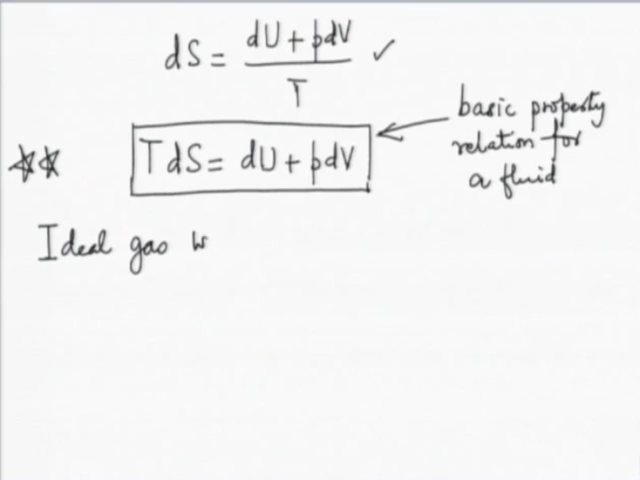 dS = dU + pdV / T ✓
TdS = dU + pdV
basic property
relation for
a fluid
Ideal gas w